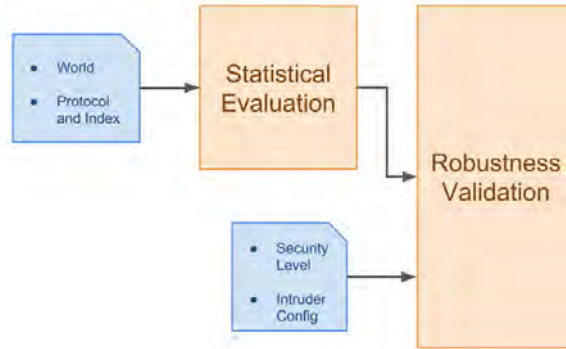 ● World
● Protocol
and Index
Statistical
Evaluation
Robustness
Validation
● Security
Level
● Intruder
Config